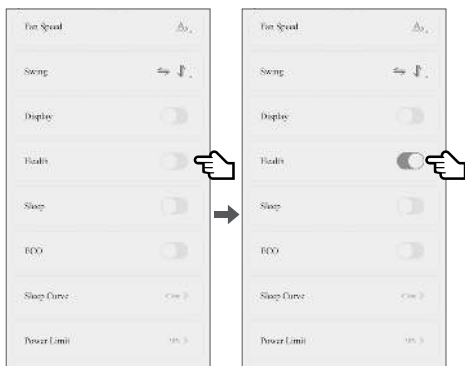 Fan Speed
Swing
Display
Health
Sleep
ECO
Sleep Curve
Power Limit
Fan Speed
Swing
Display
Health
Sleep
ECO
Sleep Curve
Power Limit